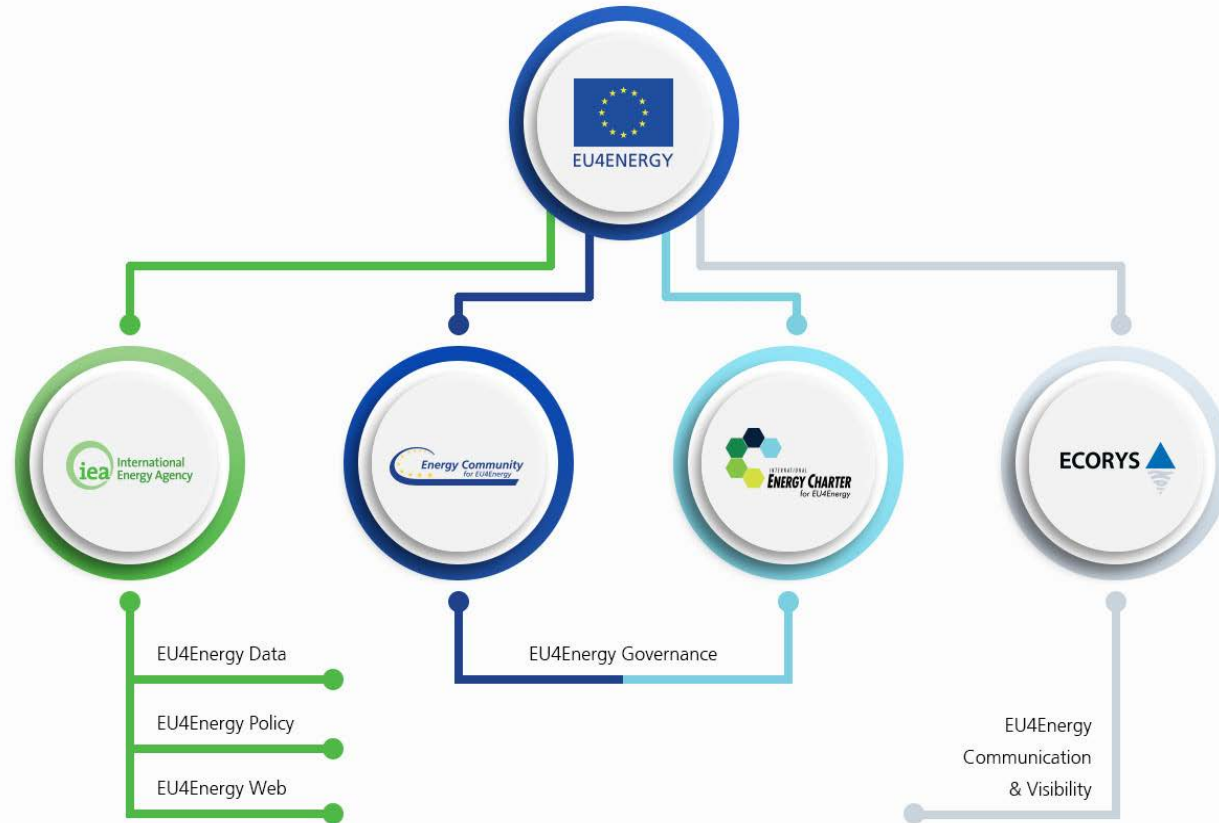 EU4ENERGY
iea International
Energy Agency
Energy Community
for EU4Energy
INTERNATIONAL
ENERGY CHARTER
for EU4Energy
ECORYS
EU4Energy Data
EU4Energy Policy
EU4Energy Web
EU4Energy Governance
EU4Energy
Communication
& Visibility